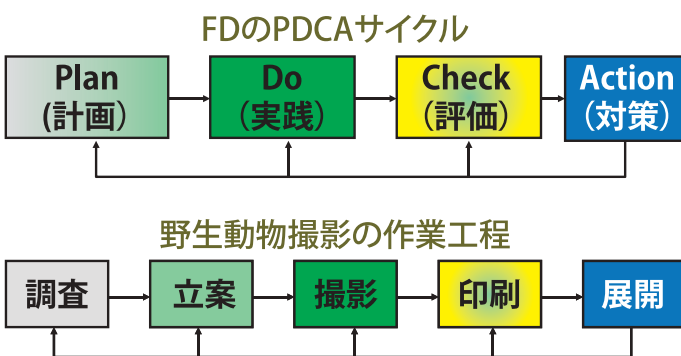 FDのPDCAサイクル
Plan
(計画)
Do
（実践）
Check
（評価）
Action
（対策）
野生動物撮影の作業工程
調査
立案
撮影
印刷
展開